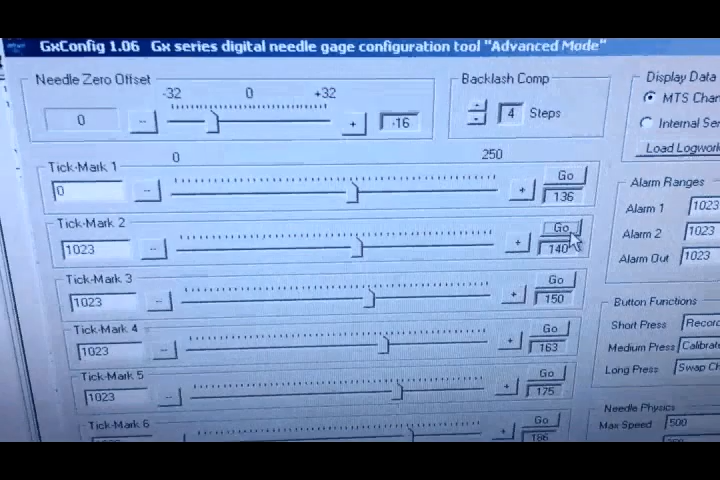 GxConfig 1.06 Gx series digital needle gage configuration tool "Advanced Mode"
Needle Zero Offset
-32 0 +32
0 -- + -16
Backlash Comp
4 Steps
Display Data
MTS Chan
Internal Ser
Load Logwork
0 250
Tick-Mark 1
0 -- + Go 136
Tick-Mark 2
1023 -- + Go 140
Tick-Mark 3
1023 -- + Go 150
Tick-Mark 4
1023 -- + Go 163
Tick-Mark 5
1023 -- + Go 175
Tick-Mark 6
-- + Go
Alarm Ranges
Alarm 1 1023
Alarm 2 1023
Alarm Out 1023
Button Functions
Short Press Record
Medium Press Calibrate
Long Press Swap Ch
Needle Physics
Max-Speed 500